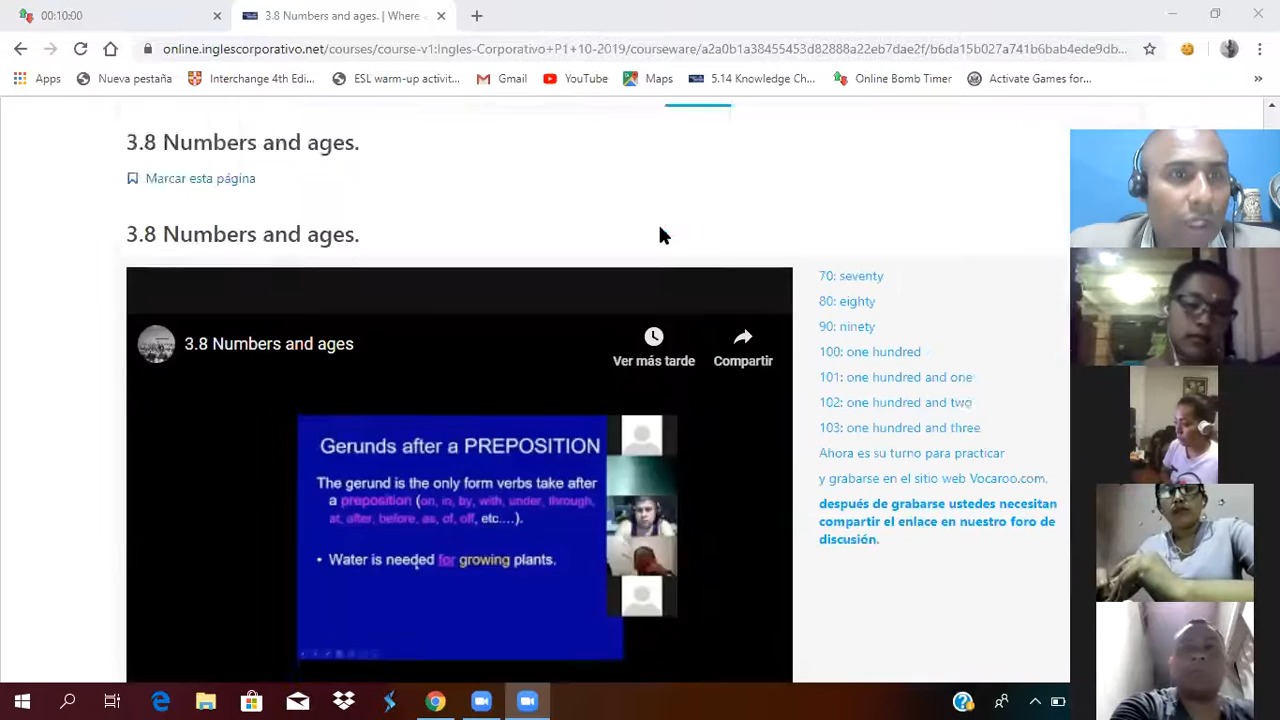 00:10:00
3.8 Numbers and ages. | Where
online.inglescorporativo.net/courses/course-v1:Ingles-Corporativo+P1+10-2019/courseware/a2a0b1a38455453d82888a22eb7dae2f/b6da15b027a741b6bab4ede9db...
Apps
Nueva pestaña
Interchange 4th Edi...
ESL warm-up activit...
Gmail
YouTube
Maps
5.14 Knowledge Ch...
Online Bomb Timer
Activate Games for...
»
3.8 Numbers and ages.
Marcar esta página
3.8 Numbers and ages.
3.8 Numbers and ages
Ver más tarde
Compartir
Gerunds after a PREPOSITION
The gerund is the only form verbs take after
a preposition (on, in, by, with, under, through,
at, after, before, as, of, off, etc....).
• Water is needed for growing plants.
70: seventy
80: eighty
90: ninety
100: one hundred
101: one hundred and one
102: one hundred and two
103: one hundred and three
Ahora es su turno para practicar
y grabarse en el sitio web Vocaroo.com,
después de grabarse ustedes necesitan
compartir el enlace en nuestro foro de
discusión.